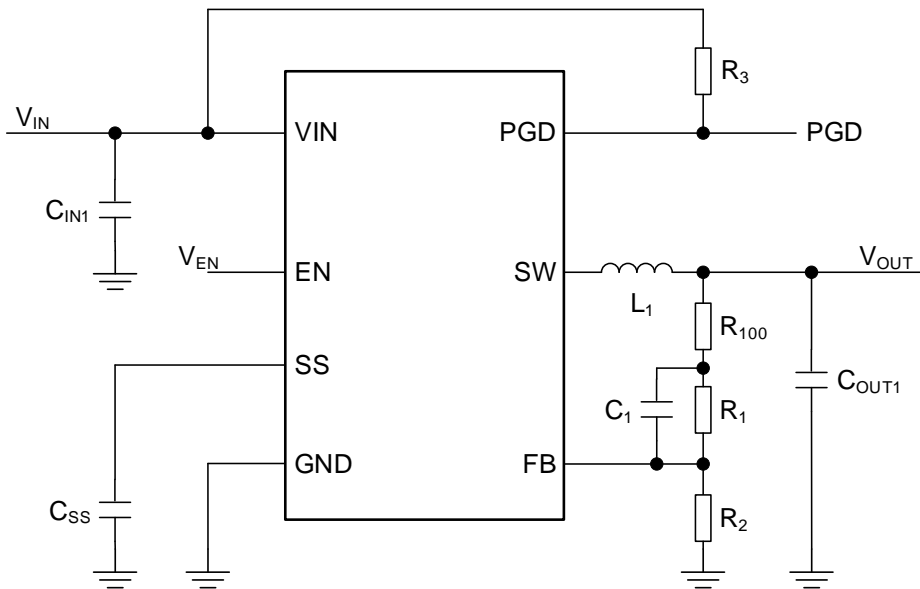 R3
VIN
VIN
PGD
PGD
CIN1
VEN
EN
SW
VOUT
L1
R100
SS
COUT1
C1
R1
GND
FB
CSS
R2